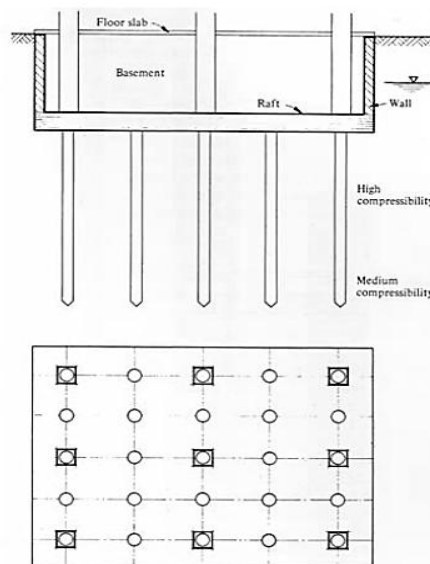 Floor slab
Basement
Raft
Wall
High
compressibility
Medium
compressibility